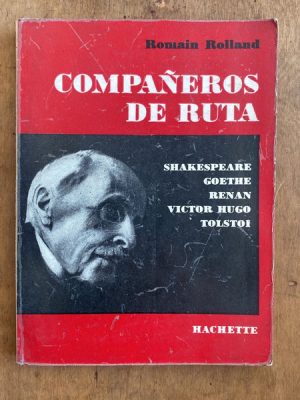 Romain Rolland
COMPAÑEROS
DE RUTA
SHAKESPEARE
GOETHE
RENAN
VICTOR HUGO
TOLSTOI
HACHETTE